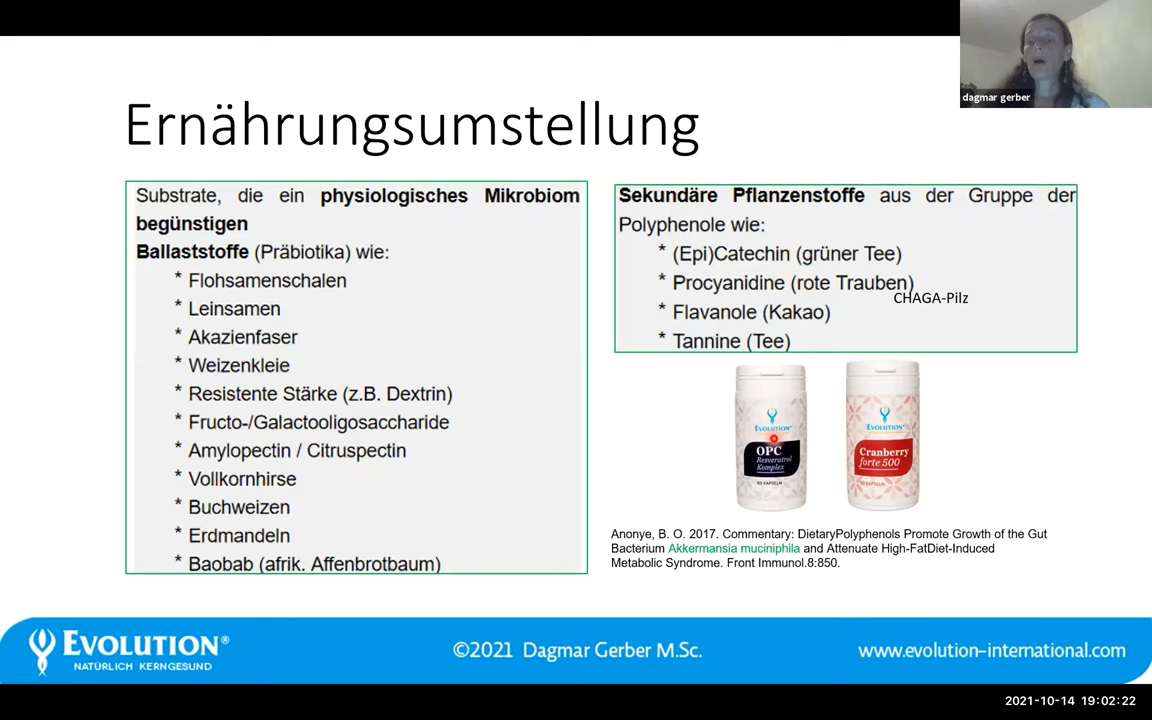 dagmar gerber
Ernährungsumstellung
Substrate, die ein physiologisches Mikrobiom
begünstigen
Ballaststoffe (Präbiotika) wie:
* Flohsamenschalen
* Leinsamen
* Akazienfaser
* Weizenkleie
* Resistente Stärke (z.B. Dextrin)
* Fructo-/Galactooligosaccharide
* Amylopectin / Citruspectin
* Vollkornhirse
* Buchweizen
* Erdmandeln
* Baobab (afrik. Affenbrotbaum)
Sekundäre Pflanzenstoffe aus der Gruppe der
Polyphenole wie:
* (Epi)Catechin (grüner Tee)
* Procyanidine (rote Trauben)
CHAGA-Pilz
* Flavanole (Kakao)
* Tannine (Tee)
EVOLUTION®
OPC
Resveratrol
Komplex
60 KAPSELN
EVOLUTION®
Cranberry
forte 500
60 KAPSELN
Anonye, B. O. 2017. Commentary: DietaryPolyphenols Promote Growth of the Gut
Bacterium Akkermansia muciniphila and Attenuate High-FatDiet-Induced
Metabolic Syndrome. Front Immunol.8:850.
EVOLUTION®
NATÜRLICH KERNGESUND
©2021 Dagmar Gerber M.Sc.
www.evolution-international.com
2021-10-14 19:02:22